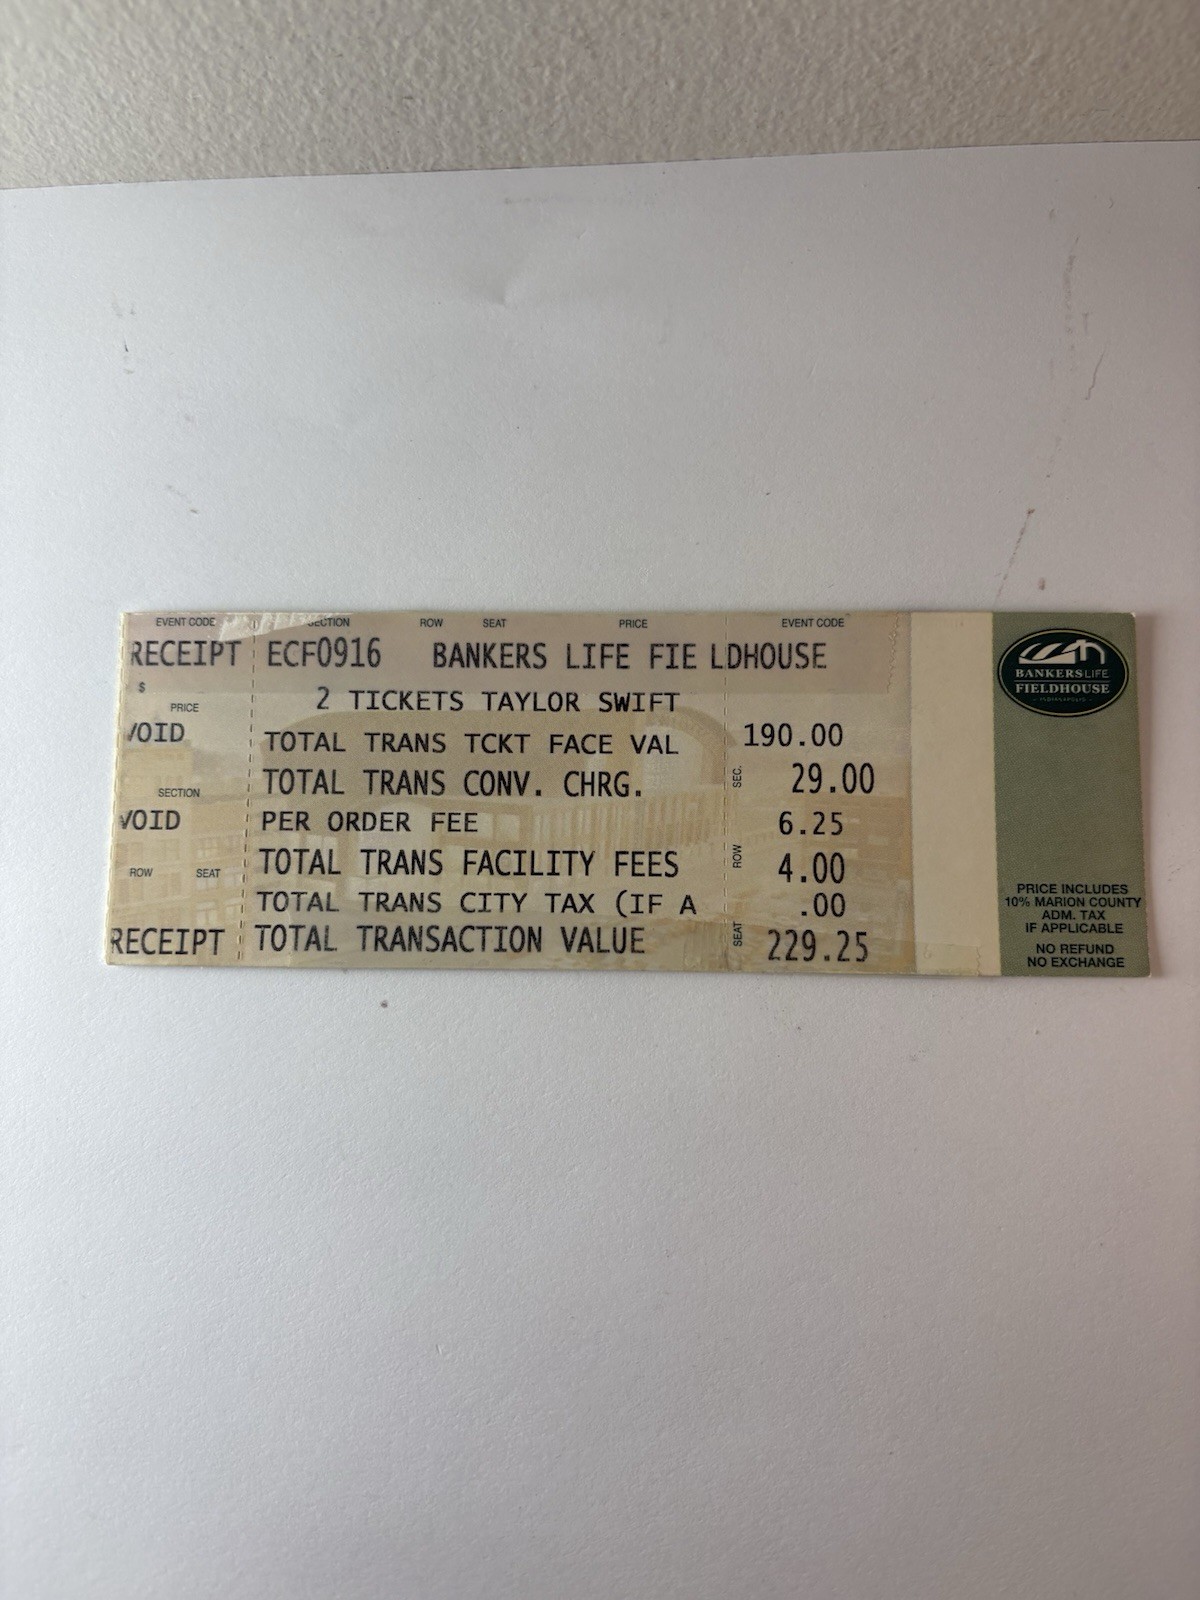 EVENT CODE SECTION ROW SEAT PRICE EVENT CODE
RECEIPT ECF0916 BANKERS LIFE FIE LDHOUSE
$
2 TICKETS TAYLOR SWIFT
PRICE
VOID TOTAL TRANS TCKT FACE VAL 190.00
TOTAL TRANS CONV. CHRG. SEC. 29.00
SECTION
VOID PER ORDER FEE 6.25
ROW SEAT TOTAL TRANS FACILITY FEES ROW 4.00
TOTAL TRANS CITY TAX (IF A .00
RECEIPT TOTAL TRANSACTION VALUE SEAT 229.25
BANKERS LIFE
FIELDHOUSE
PRICE INCLUDES
10% MARION COUNTY
ADM. TAX
IF APPLICABLE
NO REFUND
NO EXCHANGE